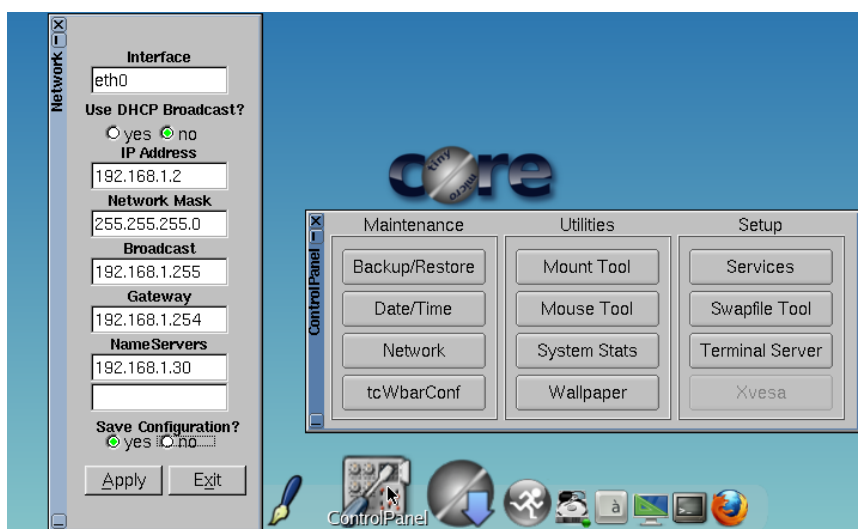 Network
Interface
eth0
Use DHCP Broadcast?
yes no
IP Address
192.168.1.2
Network Mask
255.255.255.0
Broadcast
192.168.1.255
Gateway
192.168.1.254
NameServers
192.168.1.30
Save Configuration?
yes no
Apply Exit
core
tiny
micro
ControlPanel
Maintenance Utilities Setup
Backup/Restore Mount Tool Services
Date/Time Mouse Tool Swapfile Tool
Network System Stats Terminal Server
tcWbarConf Wallpaper Xvesa
à
ControlPanel